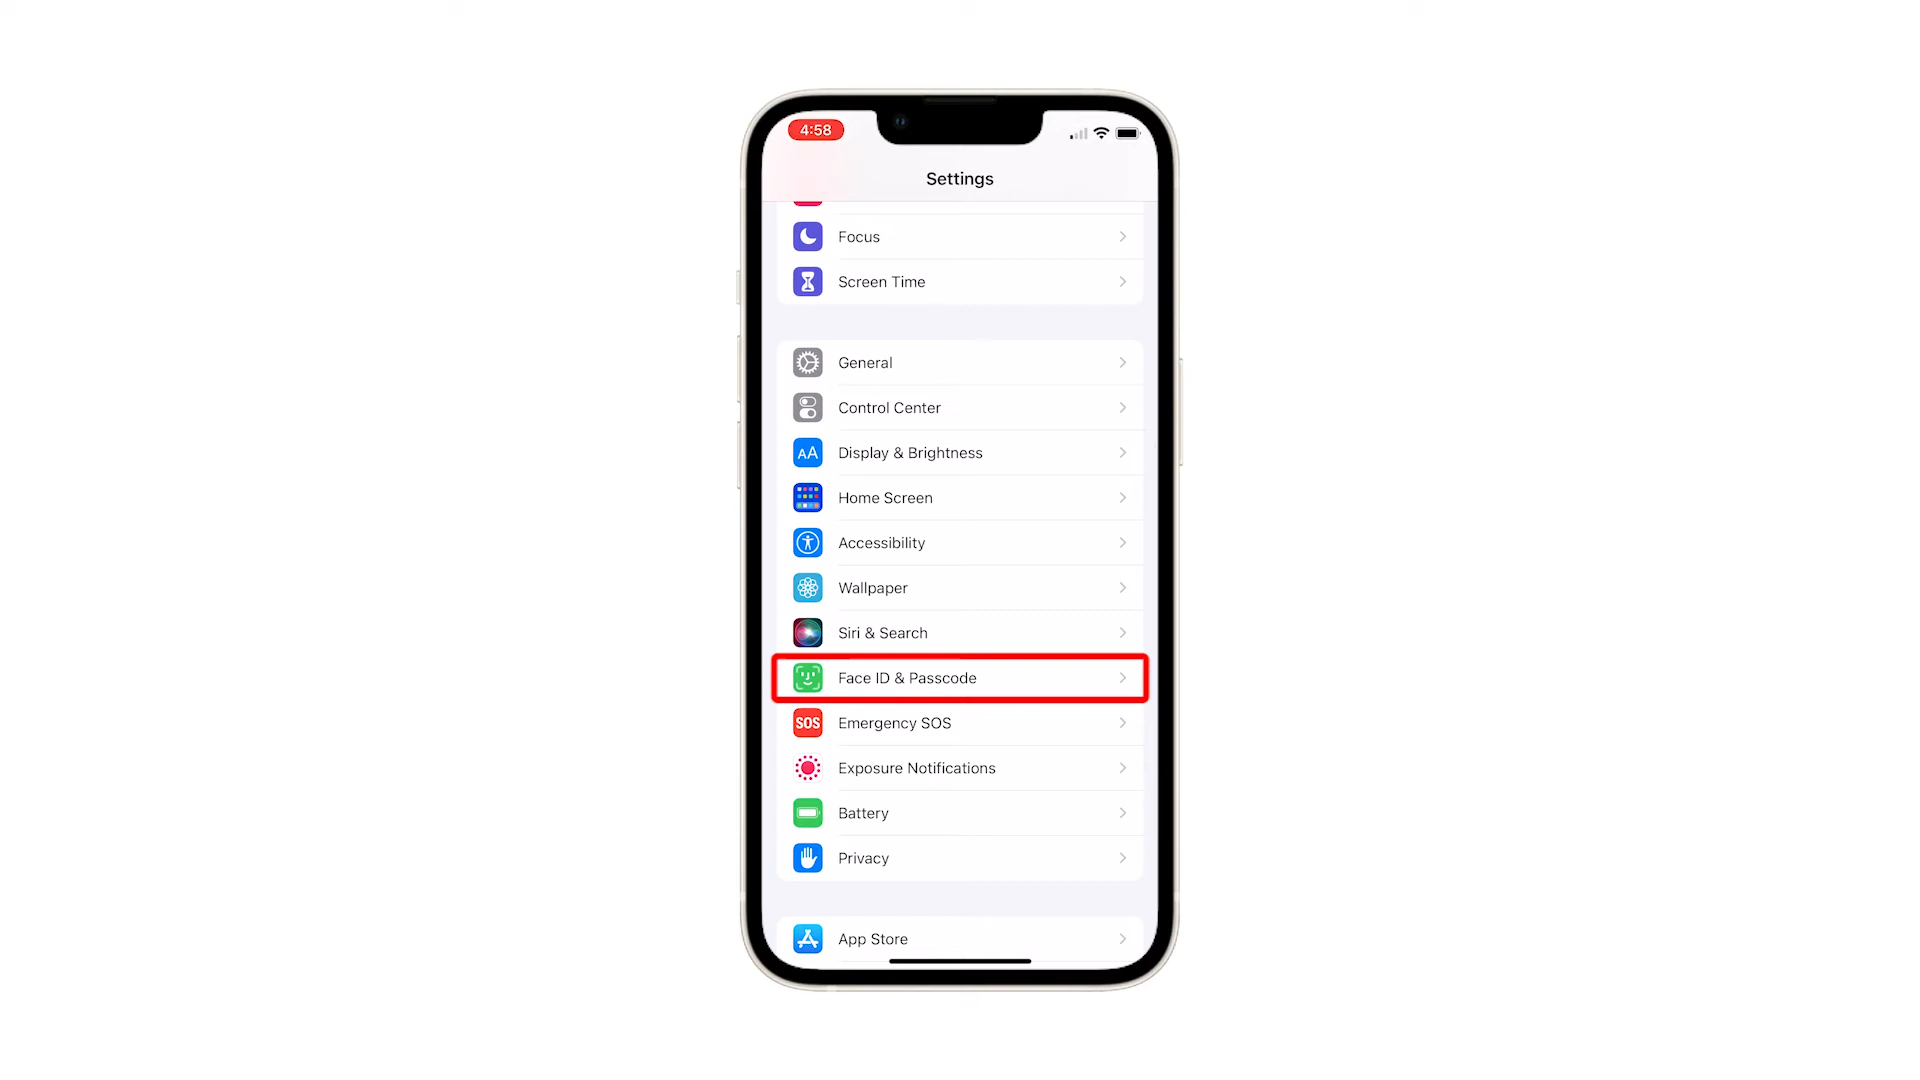 4:58
Settings
Focus
Screen Time
General
Control Center
AA Display & Brightness
Home Screen
Accessibility
Wallpaper
Siri & Search
Face ID & Passcode
SOS Emergency SOS
Exposure Notifications
Battery
Privacy
App Store